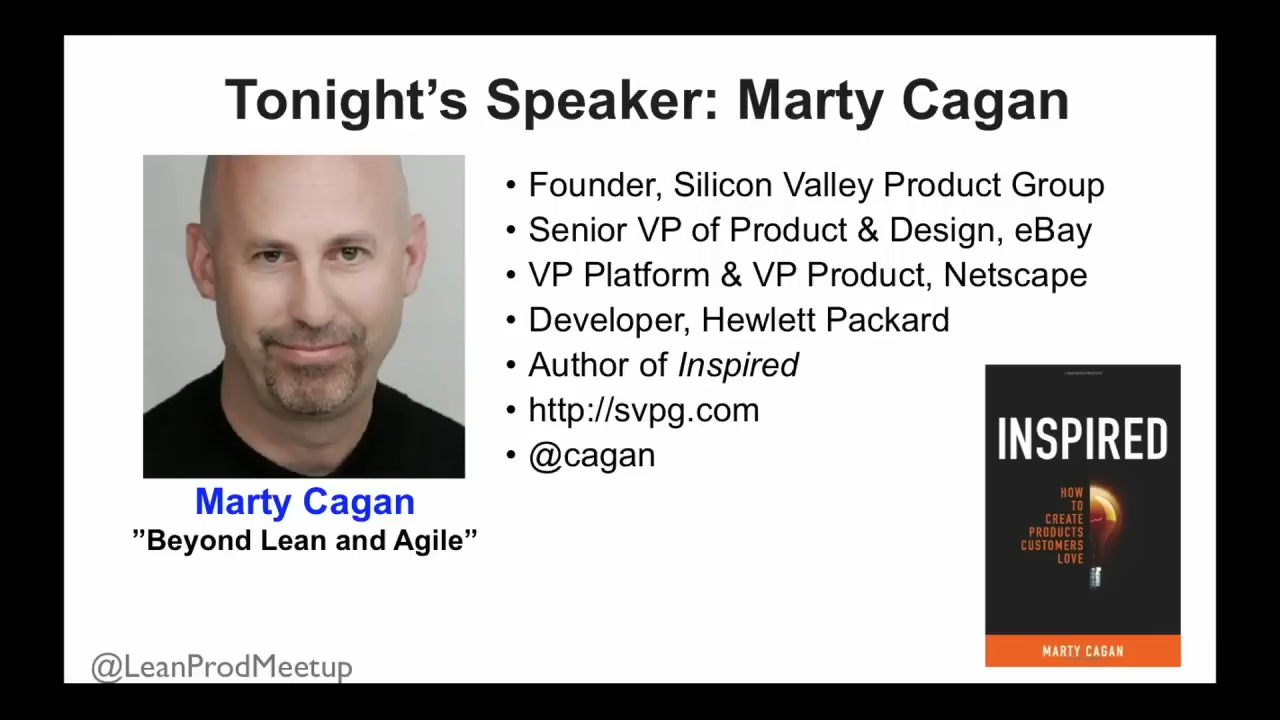 Tonight’s Speaker: Marty Cagan
• Founder, Silicon Valley Product Group
• Senior VP of Product & Design, eBay
• VP Platform & VP Product, Netscape
• Developer, Hewlett Packard
• Author of Inspired
• http://svpg.com
• @cagan
Marty Cagan
”Beyond Lean and Agile”
INSPIRED
HOW
TO
CREATE
PRODUCTS
CUSTOMERS
LOVE
MARTY CAGAN
@LeanProdMeetup